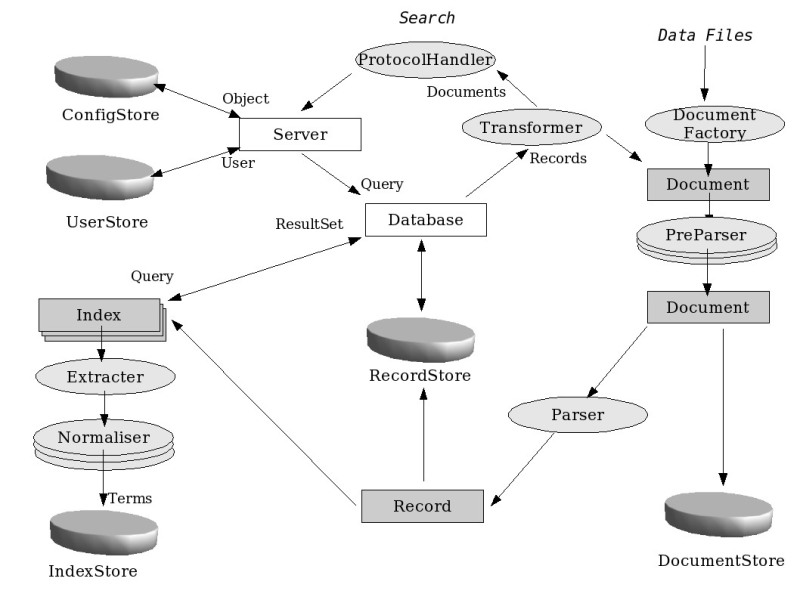 Search
Data Files
ProtocolHandler
ConfigStore
Object
Documents
Server
Transformer
Document
Factory
User
Records
UserStore
Query
Document
ResultSet
Database
PreParser
Query
Index
Document
RecordStore
Extracter
Parser
Normaliser
Terms
Record
IndexStore
DocumentStore